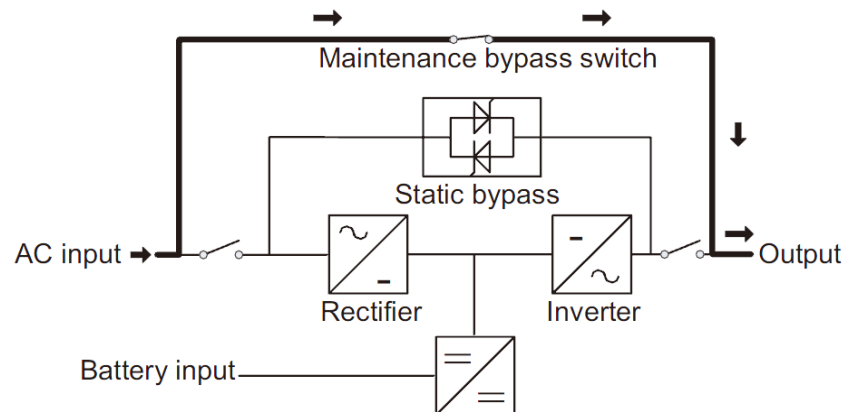 Maintenance bypass switch
Static bypass
AC input
Output
Rectifier
Inverter
Battery input